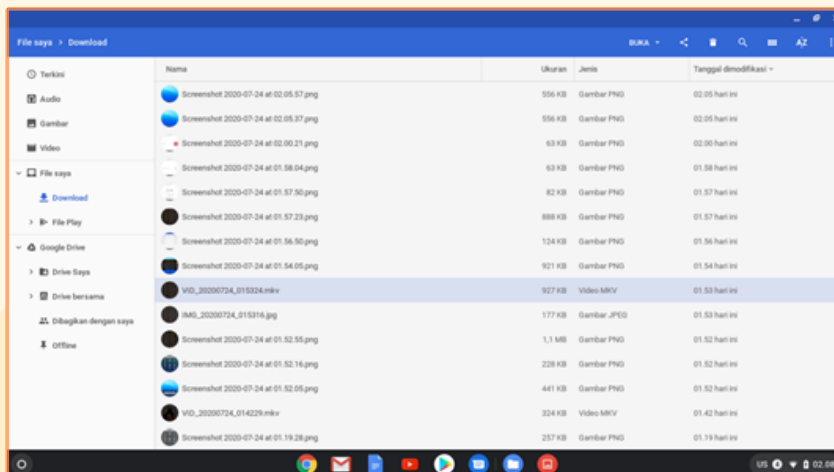 File saya > Download
BUKA
AZ
Terkini
Audio
Gambar
Video
File saya
Download
File Play
Google Drive
Drive Saya
Drive bersama
Dibagikan dengan saya
Offline
Nama Ukuran Jenis Tanggal dimodifikasi
Screenshot 2020-07-24 at 02.05.57.png 556 KB Gambar PNG 02.05 hari ini
Screenshot 2020-07-24 at 02.05.37.png 556 KB Gambar PNG 02.05 hari ini
Screenshot 2020-07-24 at 02.00.21.png 63 KB Gambar PNG 02.00 hari ini
Screenshot 2020-07-24 at 01.58.04.png 63 KB Gambar PNG 01.58 hari ini
Screenshot 2020-07-24 at 01.57.50.png 82 KB Gambar PNG 01.57 hari ini
Screenshot 2020-07-24 at 01.57.23.png 888 KB Gambar PNG 01.57 hari ini
Screenshot 2020-07-24 at 01.56.50.png 124 KB Gambar PNG 01.56 hari ini
Screenshot 2020-07-24 at 01.54.05.png 921 KB Gambar PNG 01.54 hari ini
VID_20200724_015324.mkv 927 KB Video MKV 01.53 hari ini
IMG_20200724_015316.jpg 177 KB Gambar JPEG 01.53 hari ini
Screenshot 2020-07-24 at 01.52.55.png 1,1 MB Gambar PNG 01.52 hari ini
Screenshot 2020-07-24 at 01.52.16.png 228 KB Gambar PNG 01.52 hari ini
Screenshot 2020-07-24 at 01.52.05.png 441 KB Gambar PNG 01.52 hari ini
VID_20200724_014229.mkv 324 KB Video MKV 01.42 hari ini
Screenshot 2020-07-24 at 01.19.28.png 257 KB Gambar PNG 01.19 hari ini
US 02.08